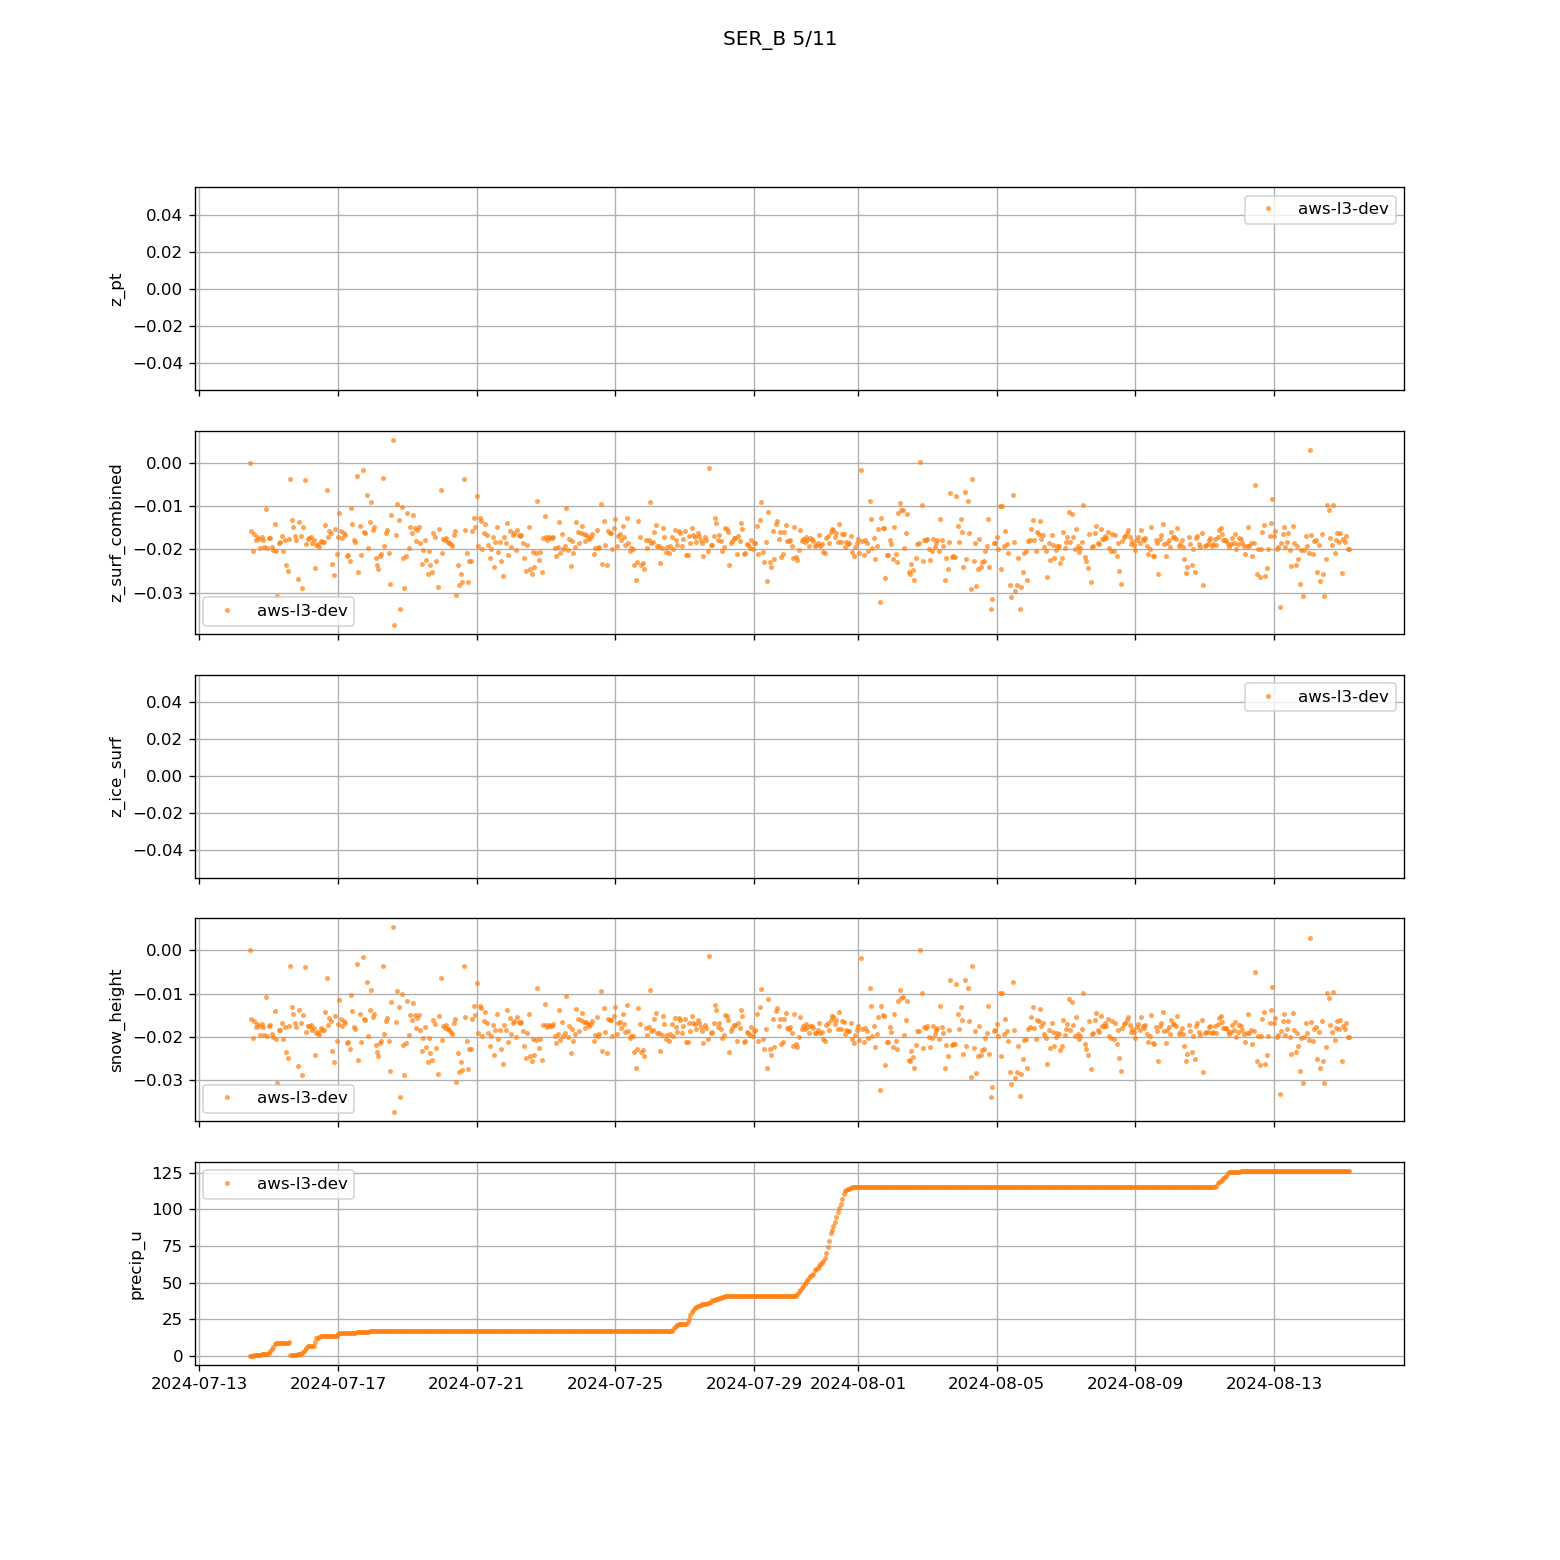 SER_B 5/11
0.04
0.02
0.00
−0.02
−0.04
z_pt
aws-l3-dev
0.00
−0.01
−0.02
−0.03
z_surf_combined
aws-l3-dev
0.04
0.02
0.00
−0.02
−0.04
z_ice_surf
aws-l3-dev
0.00
−0.01
−0.02
−0.03
snow_height
aws-l3-dev
125
100
75
50
25
0
precip_u
aws-l3-dev
2024-07-13 2024-07-17 2024-07-21 2024-07-25 2024-07-29 2024-08-01 2024-08-05 2024-08-09 2024-08-13